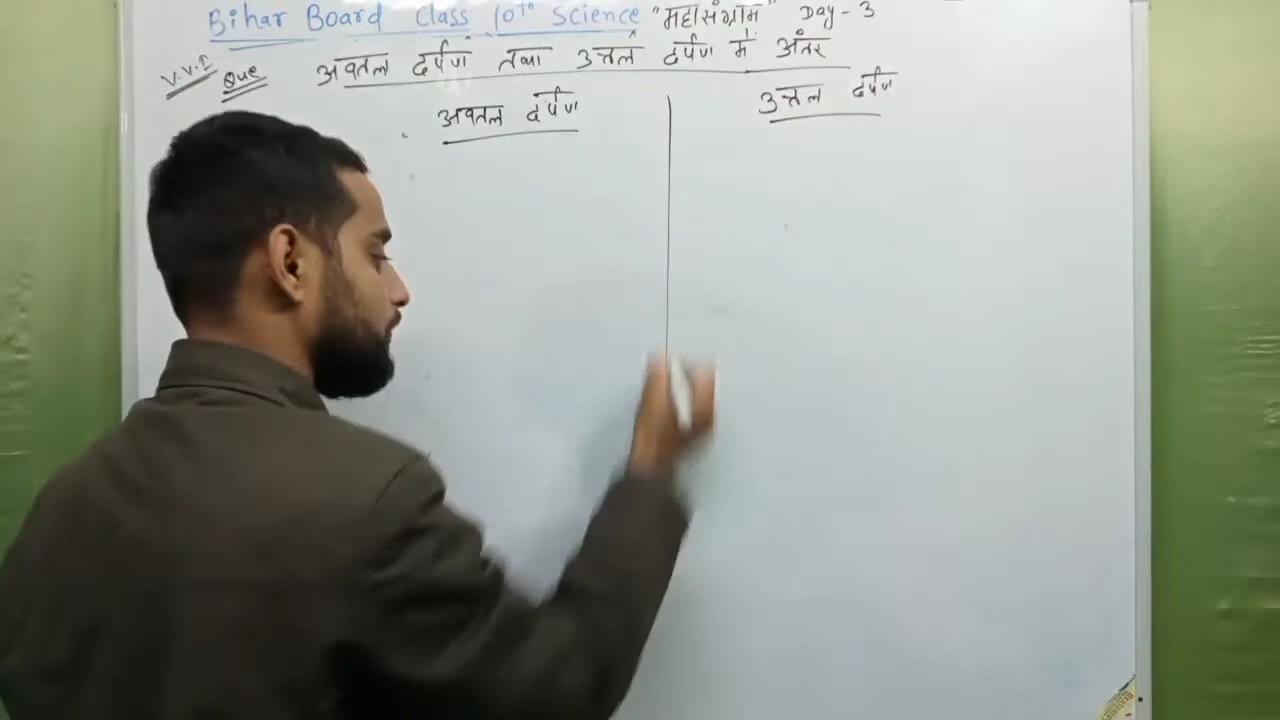 Bihar Board Class 10th Science "महासंग्राम" Day - 3
V.V.I Que अवतल दर्पण तथा उत्तल दर्पण में अंतर
अवतल दर्पण
उत्तल दर्पण